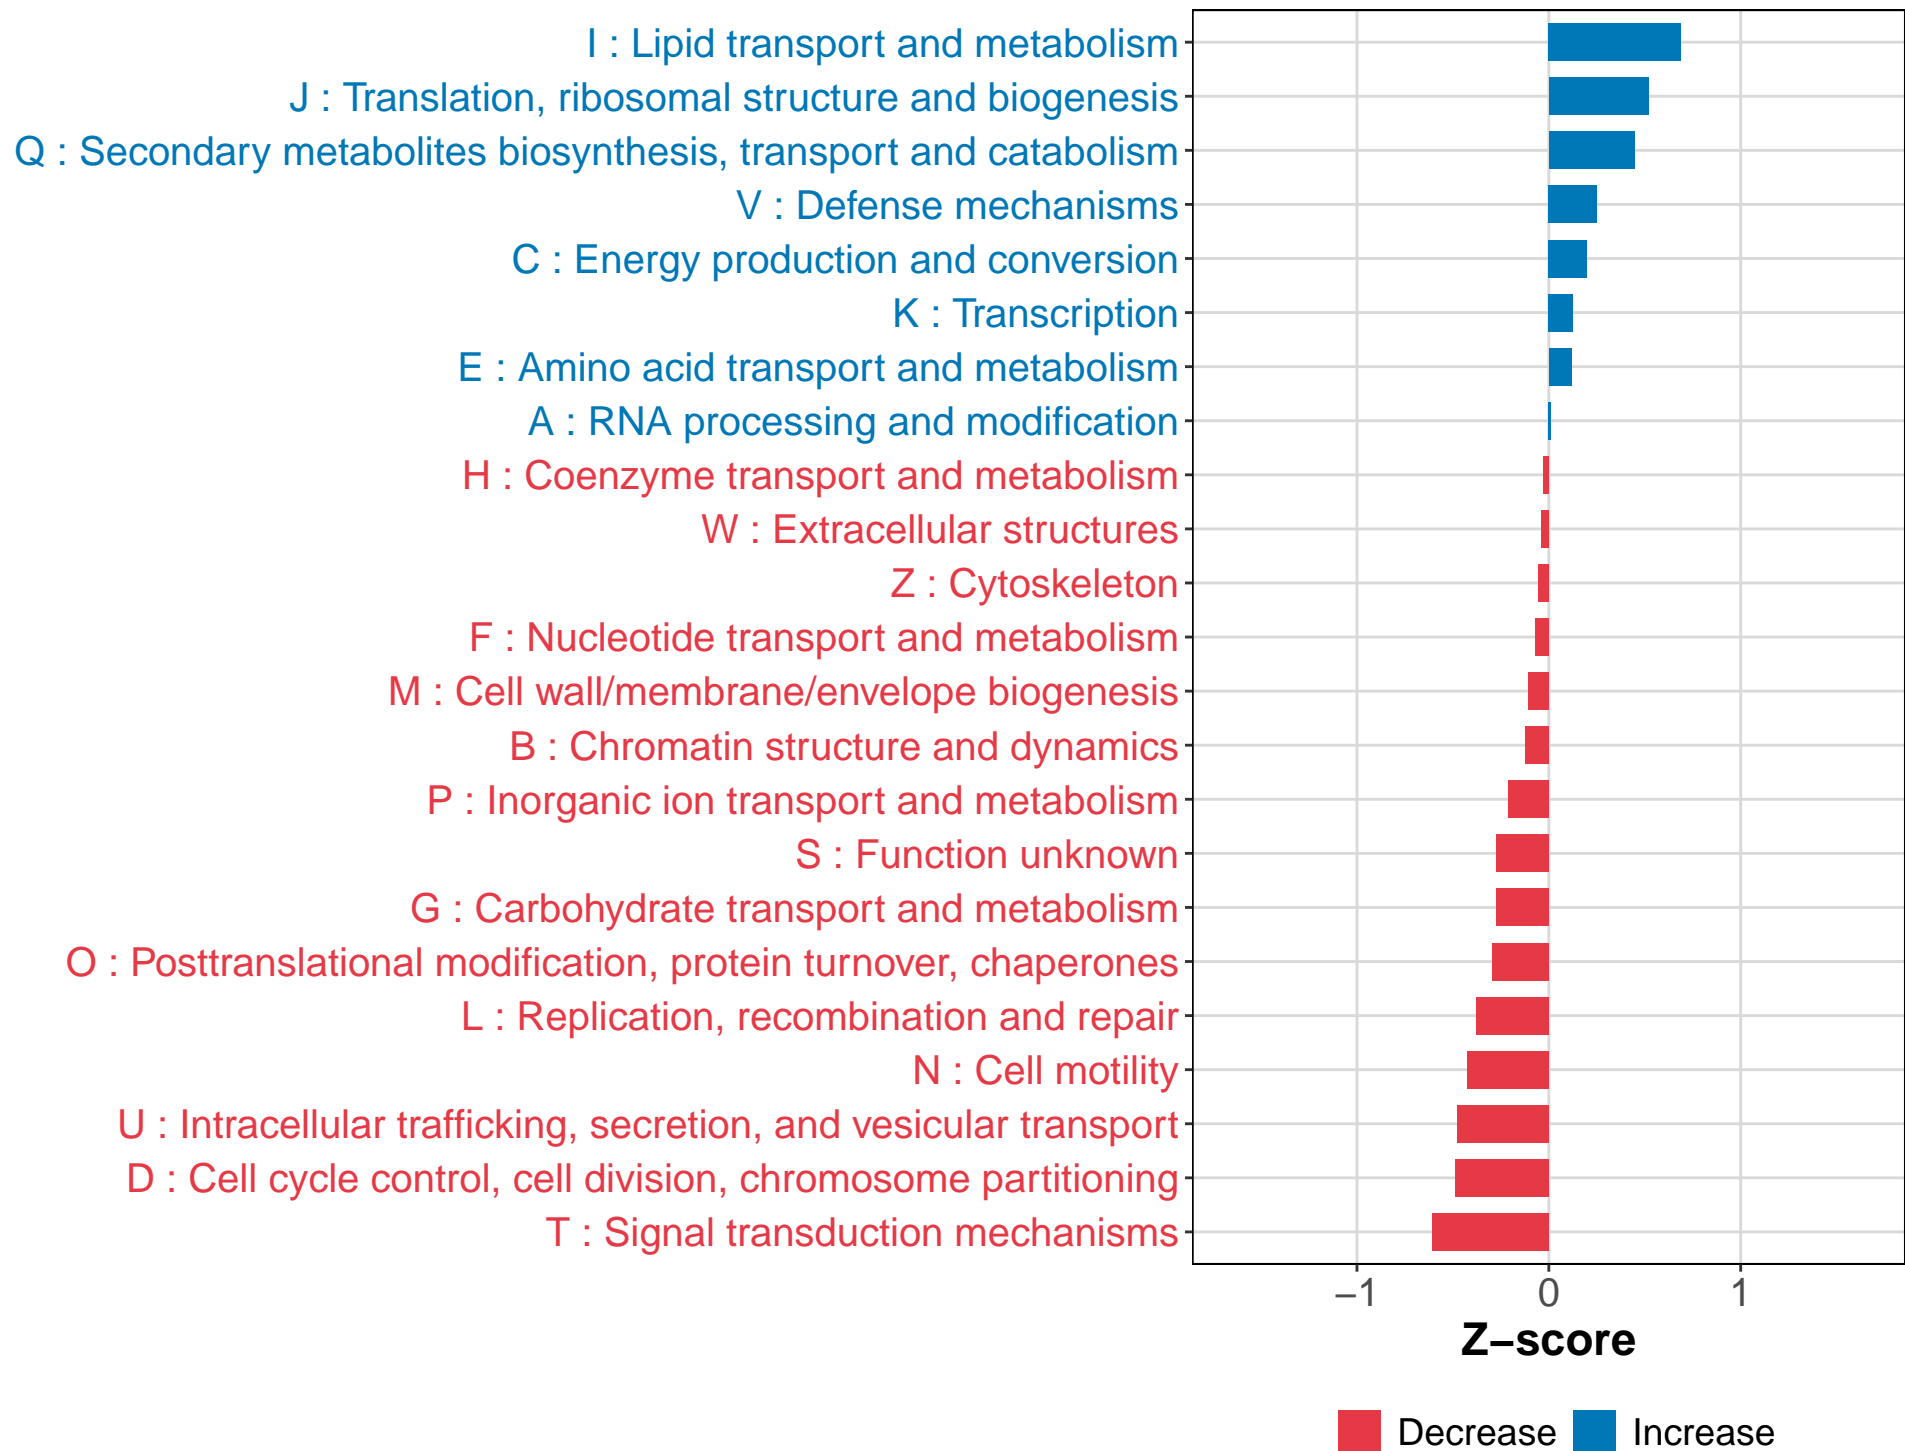 I : Lipid transport and metabolism
J : Translation, ribosomal structure and biogenesis
Q : Secondary metabolites biosynthesis, transport and catabolism
V : Defense mechanisms
C : Energy production and conversion
K : Transcription
E : Amino acid transport and metabolism
A : RNA processing and modification
H : Coenzyme transport and metabolism
W : Extracellular structures
Z : Cytoskeleton
F : Nucleotide transport and metabolism
M : Cell wall/membrane/envelope biogenesis
B : Chromatin structure and dynamics
P : Inorganic ion transport and metabolism
S : Function unknown
G : Carbohydrate transport and metabolism
O : Posttranslational modification, protein turnover, chaperones
L : Replication, recombination and repair
N : Cell motility
U : Intracellular trafficking, secretion, and vesicular transport
D : Cell cycle control, cell division, chromosome partitioning
T : Signal transduction mechanisms
−1 0 1
Z−score
Decrease Increase